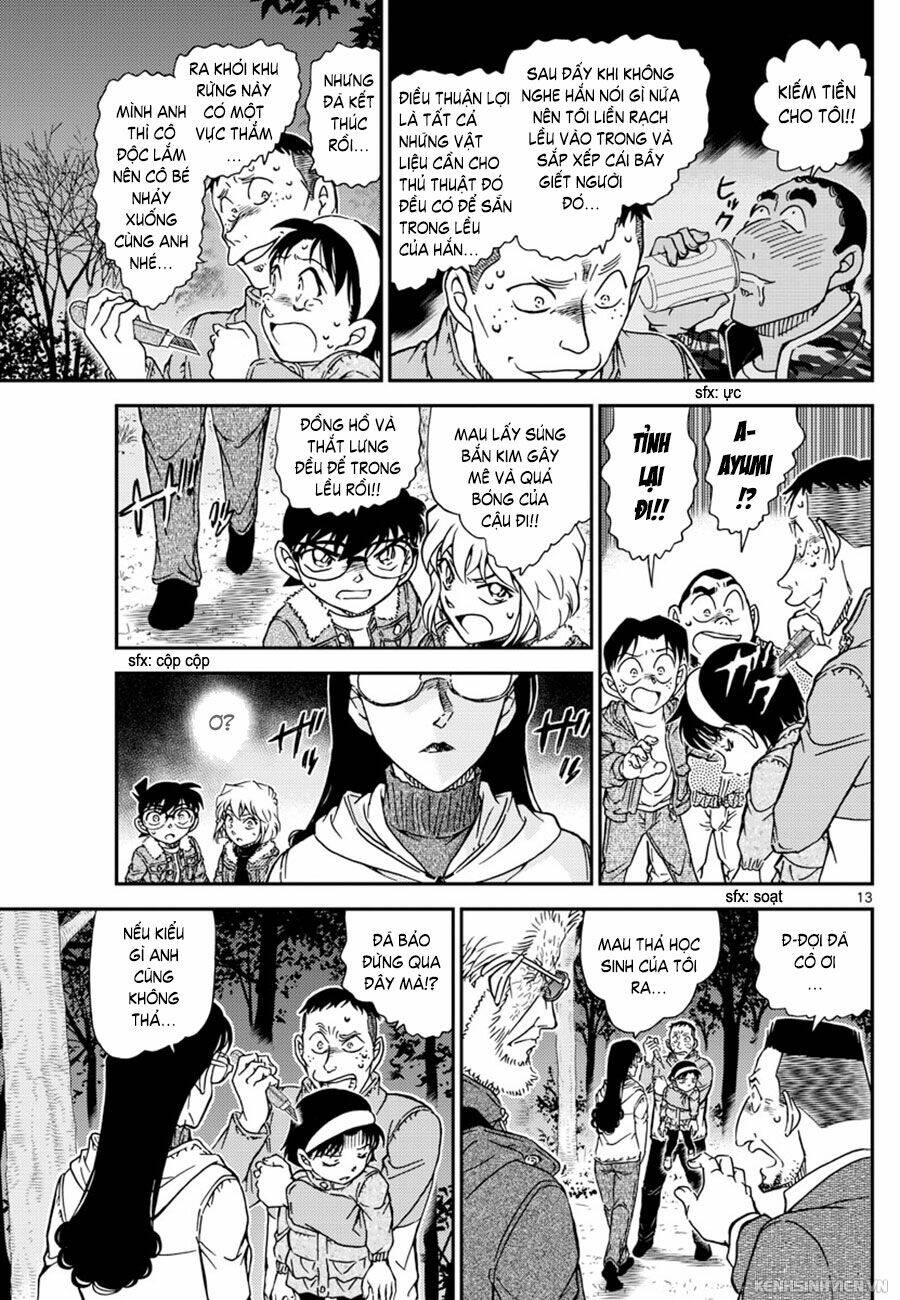 KIẾM TIỀN
CHO TÔI!!
SAU ĐẤY KHI KHÔNG
NGHE HẮN NÓI GÌ NỮA
NÊN TÔI LIỀN RẠCH
LỀU VÀO TRONG VÀ
SẮP XẾP CÁI BẪY
GIẾT NGƯỜI
ĐÓ...
ĐIỀU THUẬN LỢI
LÀ TẤT CẢ
NHỮNG VẬT
LIỆU CẦN CHO
THỦ THUẬT ĐÓ
ĐỀU CÓ ĐỂ SẴN
TRONG LỀU
CỦA HẮN...
ビクッ
sfx: ực
NHƯNG
ĐÃ KẾT
THÚC
RỒI...
RA KHỎI KHU
RỪNG NÀY
CÓ MỘT
VỰC THẲM
...
MÌNH ANH
THÌ CÔ
ĐỘC LẮM
NÊN CÔ BÉ
NHẢY
XUỐNG
CÙNG ANH
NHÉ...
A-
AYUMI
!?
TỈNH
LẠI
ĐI!!
sfx: soạt
MAU LẤY SÚNG
BẮN KIM GÂY
MÊ VÀ QUẢ
BÓNG CỦA
CẬU ĐI!!
ĐỒNG HỒ VÀ
THẮT LƯNG
ĐỀU ĐỂ TRONG
LỀU RỒI!!
sfx: cộp cộp
Ơ?
13
Đ-ĐỢI ĐÃ
CÔ ƠI
...
MAU THẢ HỌC
SINH CỦA TÔI
RA...
ĐÃ BẢO
ĐỪNG QUA
ĐÂY MÀ!?
NẾU KIỂU
GÌ ANH
CŨNG
KHÔNG
THẢ...
KENHSINHVIEN.VN